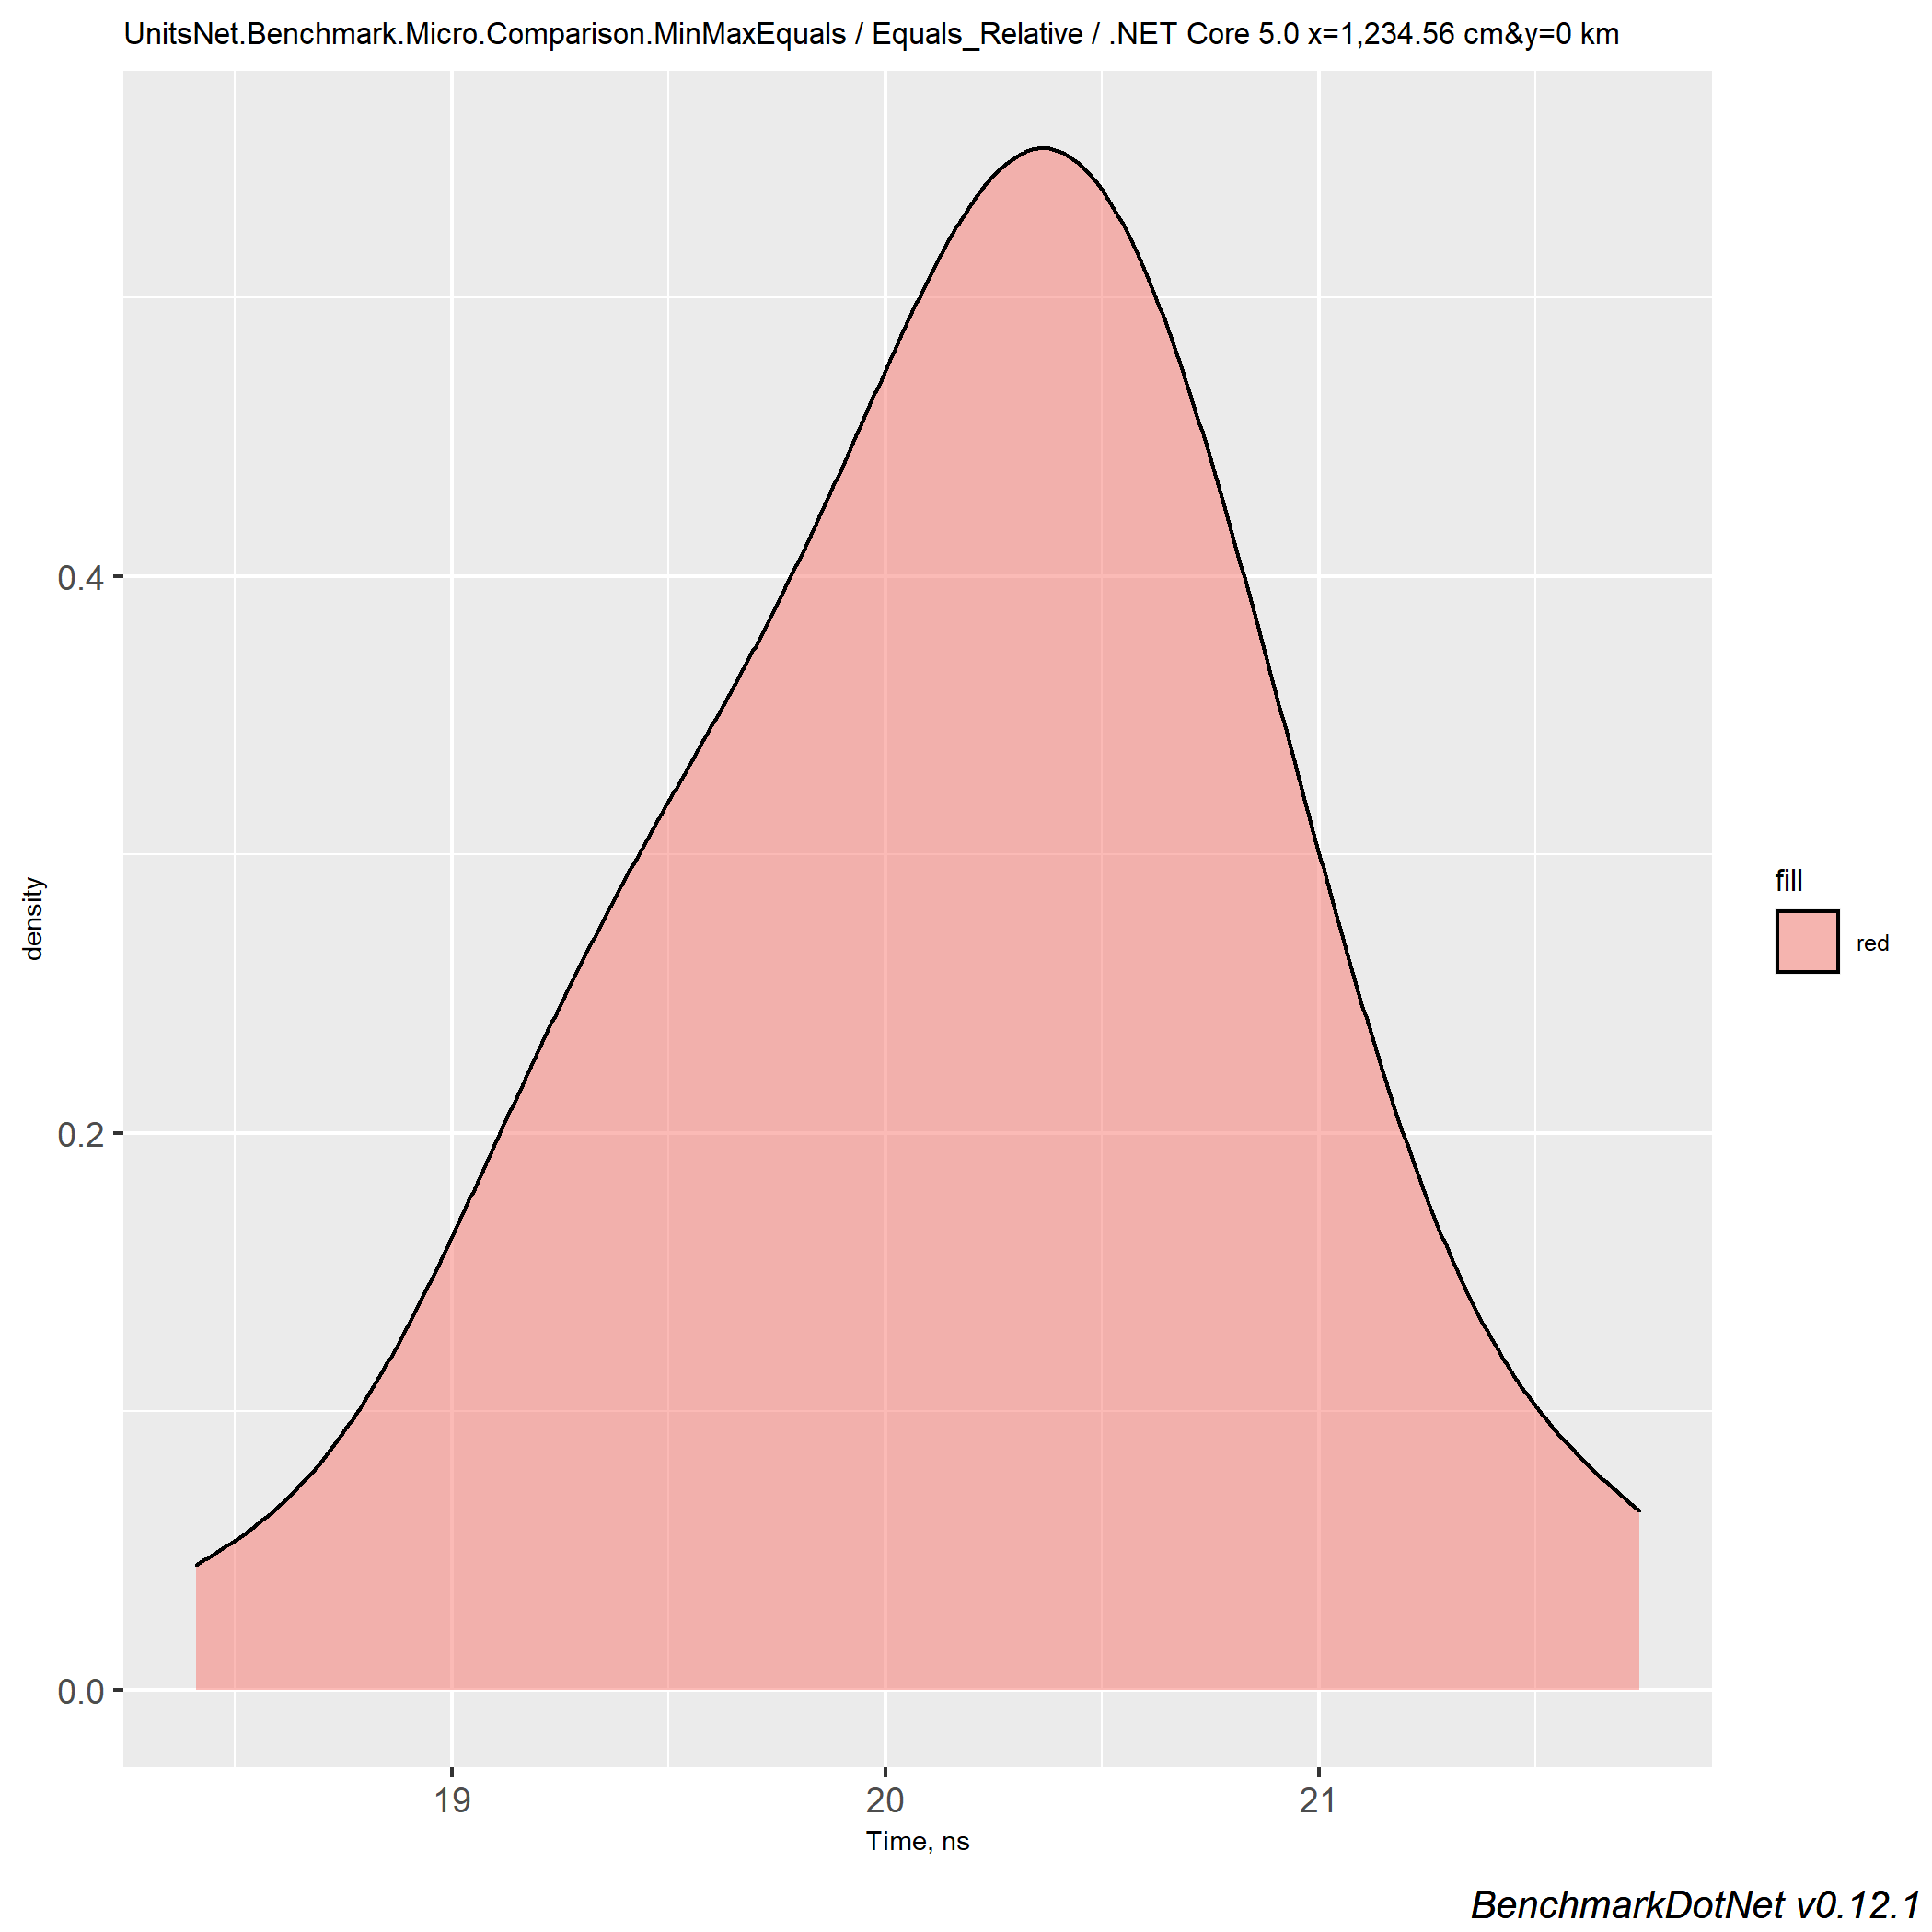 UnitsNet.Benchmark.Micro.Comparison.MinMaxEquals / Equals_Relative / .NET Core 5.0 x=1,234.56 cm&y=0 km
0.4
0.2
0.0
density
19 20 21
Time, ns
fill
red
BenchmarkDotNet v0.12.1